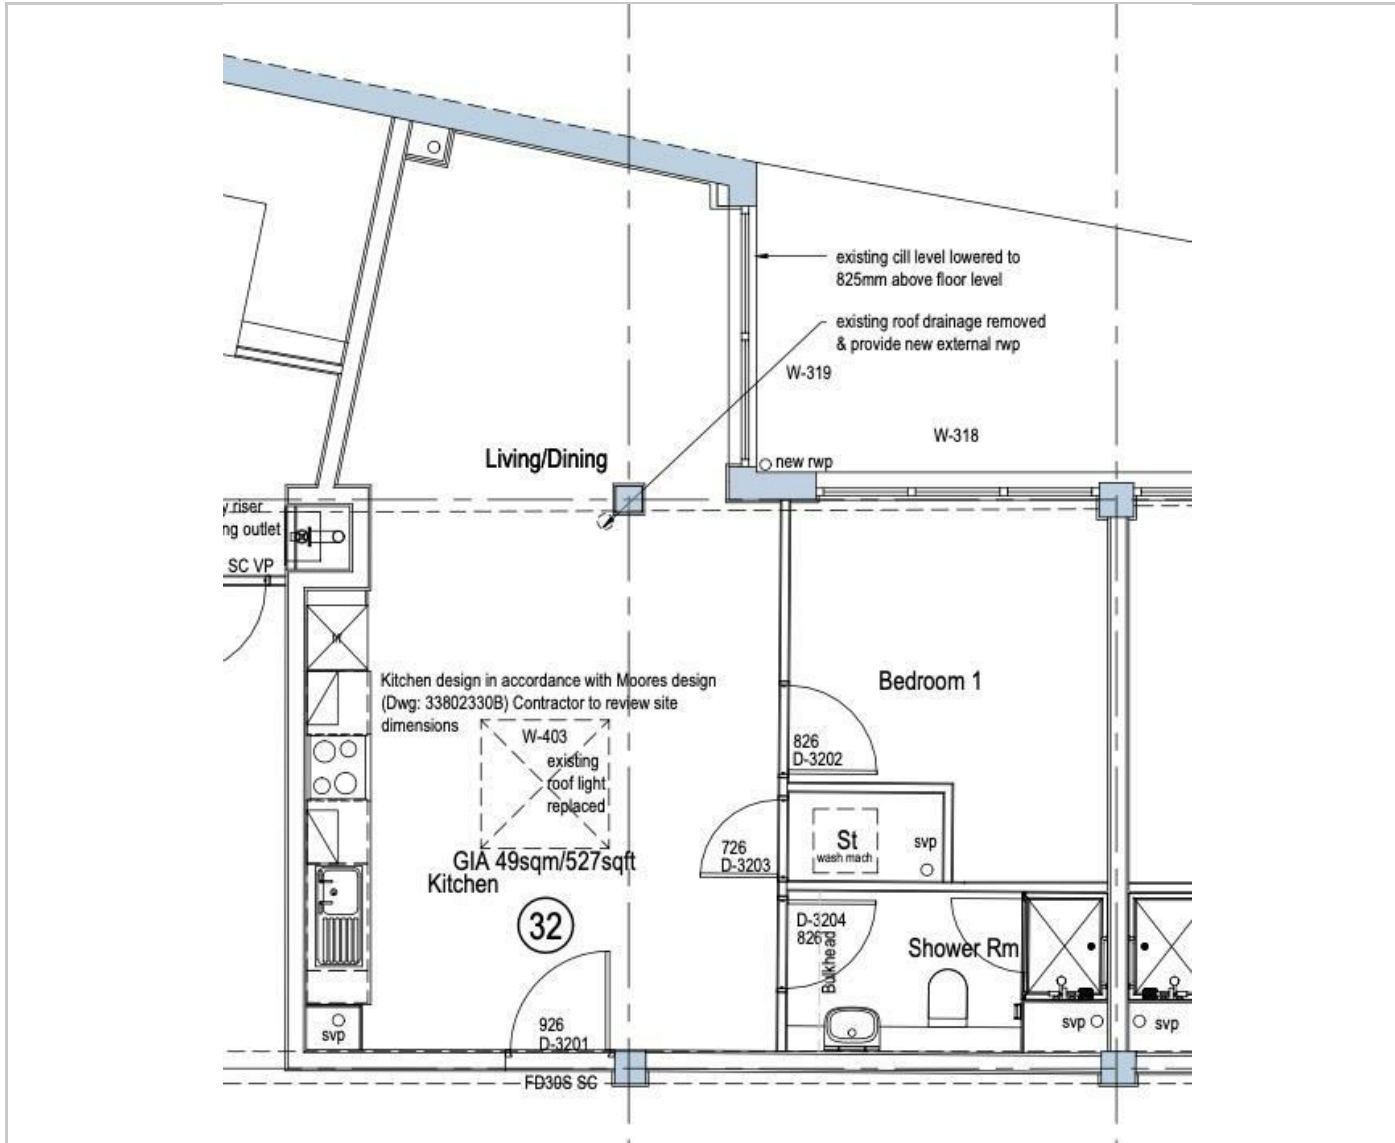 existing cill level lowered to
825mm above floor level
existing roof drainage removed
& provide new external rwp
W-319
W-318
Living/Dining
new rwp
y riser
ng outlet
SC VP
M
Kitchen design in accordance with Moores design
(Dwg: 33802330B) Contractor to review site
dimensions
W-403
existing
roof light
replaced
Bedroom 1
826
D-3202
St
wash mach
svp
726
D-3203
GIA 49sqm/527sqft
Kitchen
32
D-3204
826
Bulkhead
Shower Rm
926
D-3201
svp
svp
svp
FD30S SC